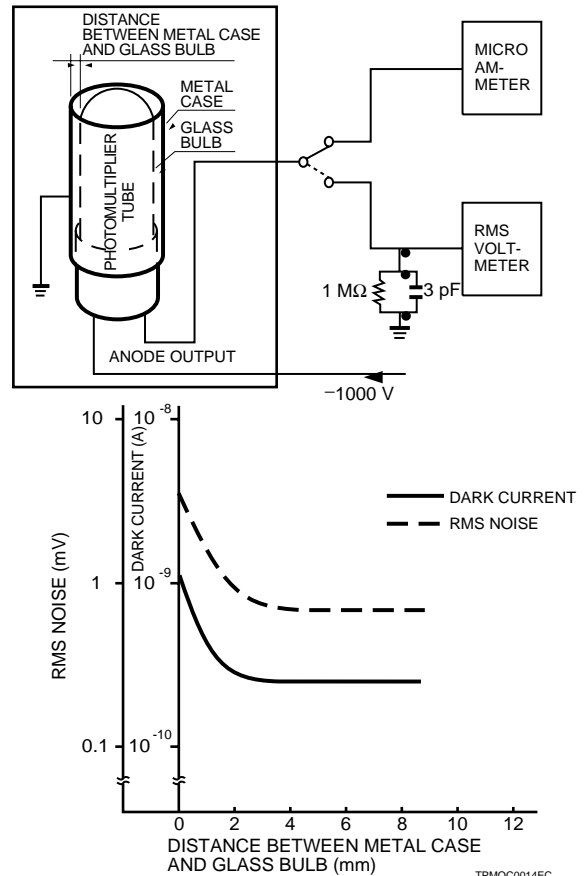 DISTANCE
BETWEEN METAL CASE
AND GLASS BULB
METAL
CASE
GLASS
BULB
PHOTOMULTIPLIER
TUBE
MICRO
AM-
METER
RMS
VOLT-
METER
1 MΩ
3 pF
ANODE OUTPUT
−1000 V
10
10 -8
DARK CURRENT (A)
RMS NOISE (mV)
DARK CURRENT
RMS NOISE
1
10 -9
0.1
10 -10
0
2
4
6
8
10
12
DISTANCE BETWEEN METAL CASE
AND GLASS BULB (mm)
TPMOC0014EC